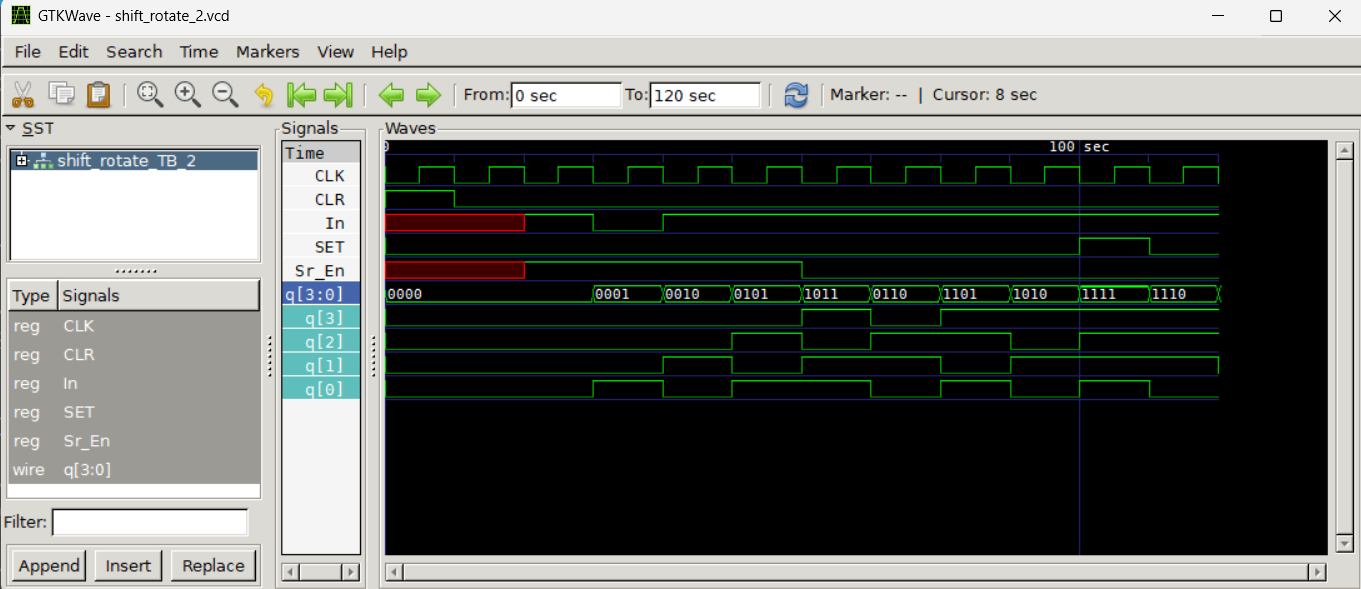 GTKWave - shift_rotate_2.vcd
File Edit Search Time Markers View Help
From: 0 sec To: 120 sec Marker: -- | Cursor: 8 sec
SST
shift_rotate_TB_2
Type Signals
reg CLK
reg CLR
reg In
reg SET
reg Sr_En
wire q[3:0]
Filter:
Append Insert Replace
Signals
Time
CLK
CLR
In
SET
Sr_En
q[3:0]
q[3]
q[2]
q[1]
q[0]
Waves
0 100 sec
0000 0001 0010 0101 1011 0110 1101 1010 1111 1110